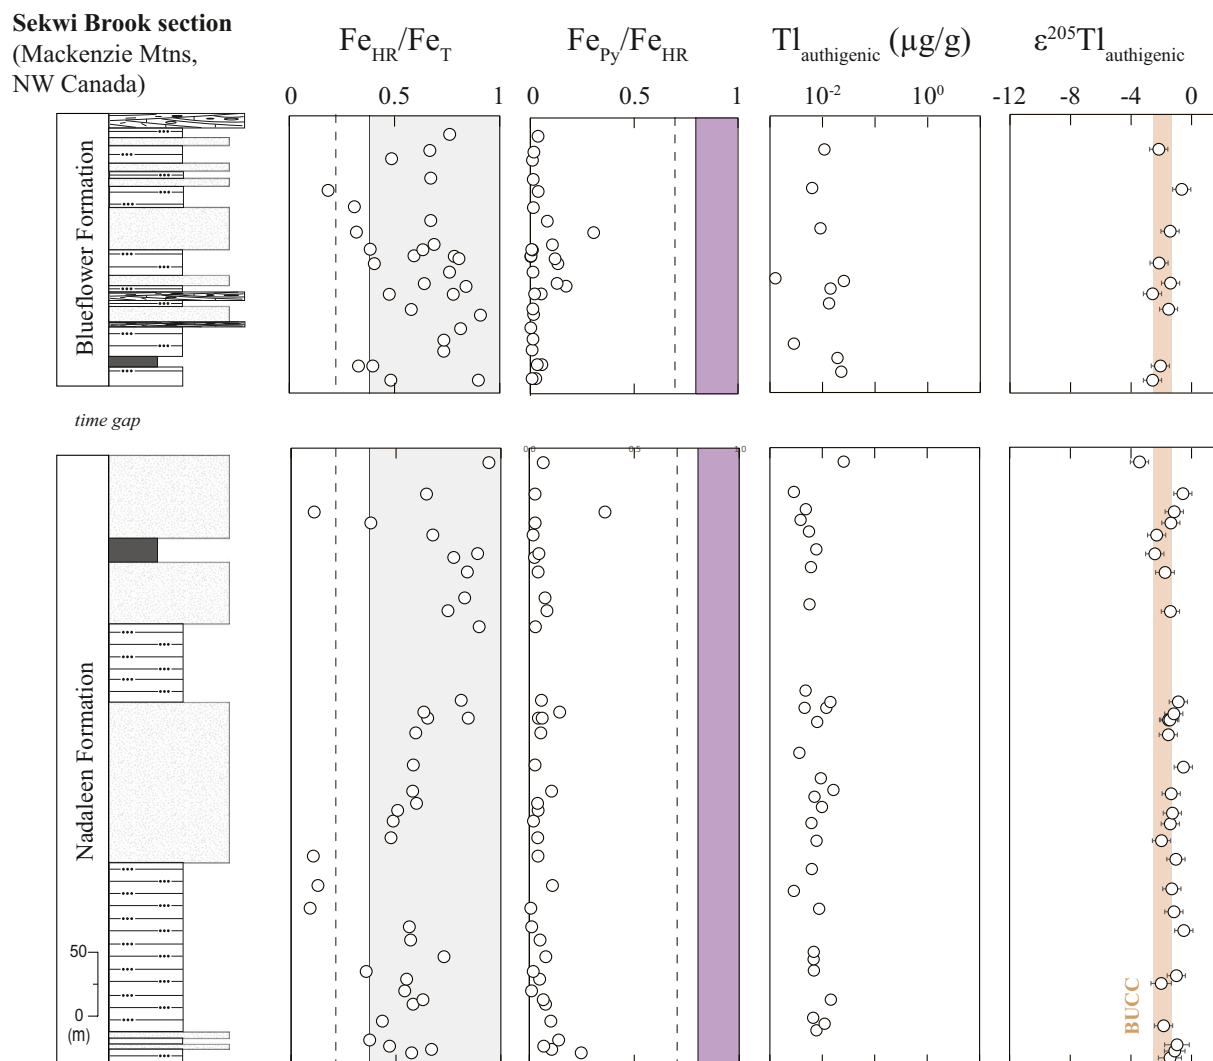 Sekwi Brook section
(Mackenzie Mtns,
NW Canada)
Fe_HR/Fe_T
Fe_Py/Fe_HR
Tl_authigenic (µg/g)
ε^205Tl_authigenic
0 0.5 1
0 0.5 1
10^-2 10^0
-12 -8 -4 0
Blueflower Formation
time gap
0.0 0.5 1.0
Nadaleen Formation
50
0
(m)
BUCC